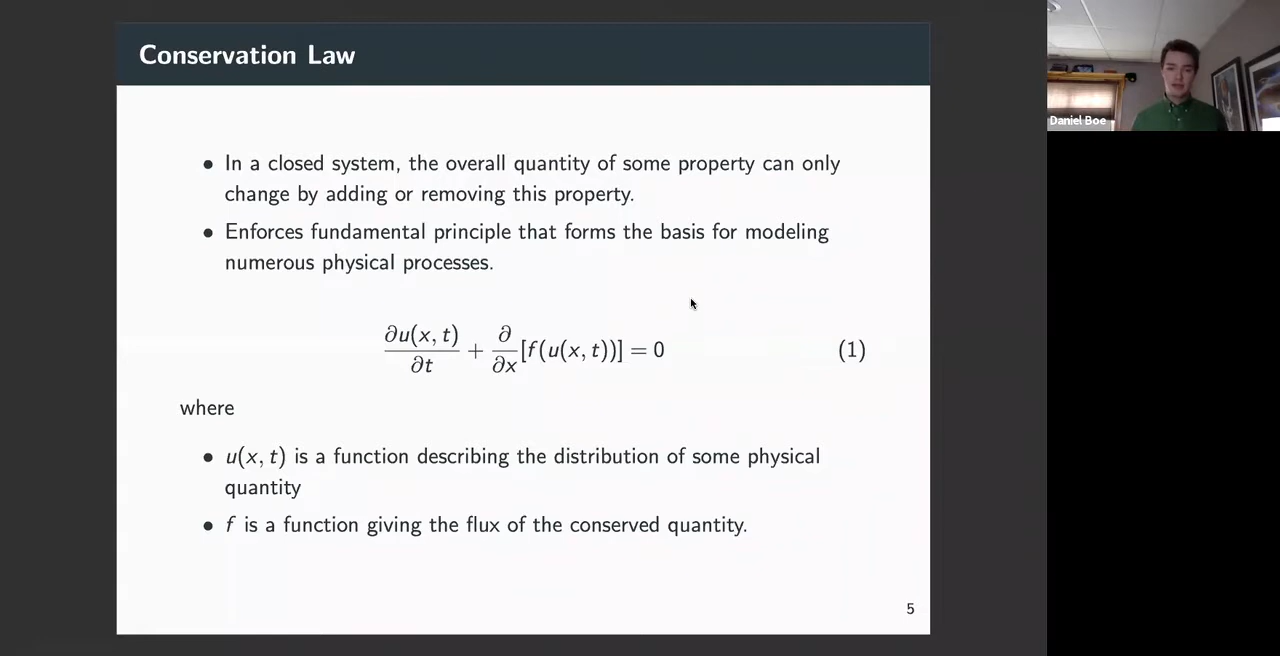 Conservation Law
Daniel Boe
• In a closed system, the overall quantity of some property can only
change by adding or removing this property.
• Enforces fundamental principle that forms the basis for modeling
numerous physical processes.
∂u(x, t)/∂t + ∂/∂x [f(u(x, t))] = 0 (1)
where
• u(x, t) is a function describing the distribution of some physical
quantity
• f is a function giving the flux of the conserved quantity.
5